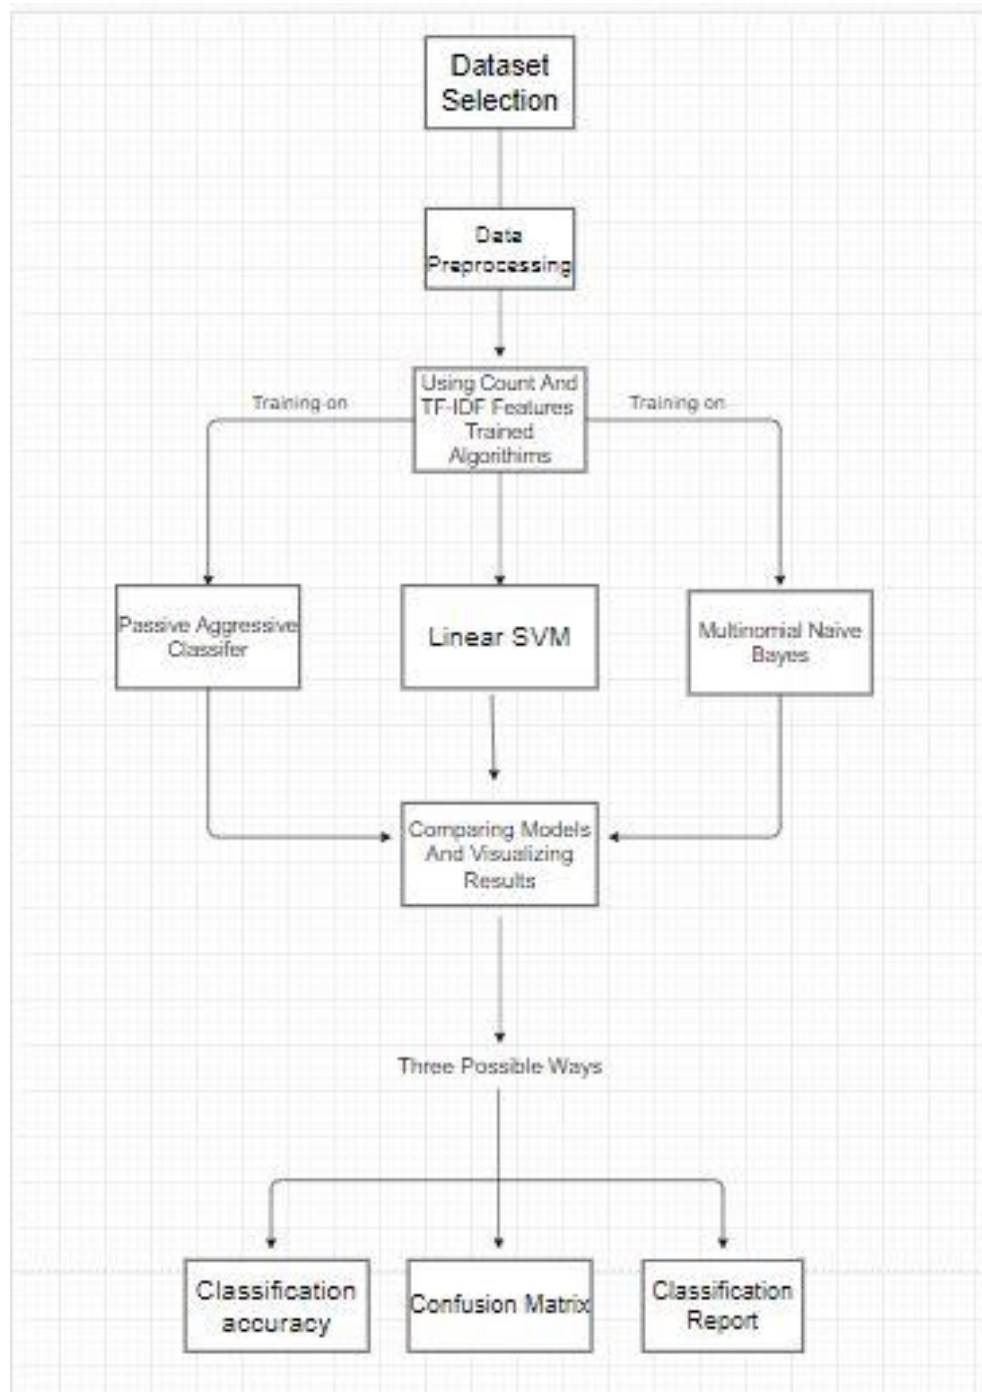 Dataset
Selection
Data
Preprocessing
Using Count And
TF-IDF Features
Trained
Algorithims
Training on
Training on
Passive Aggressive
Classifer
Linear SVM
Multinomial Naive
Bayes
Comparing Models
And Visualizing
Results
Three Possible Ways
Classification
accuracy
Confusion Matrix
Classification
Report